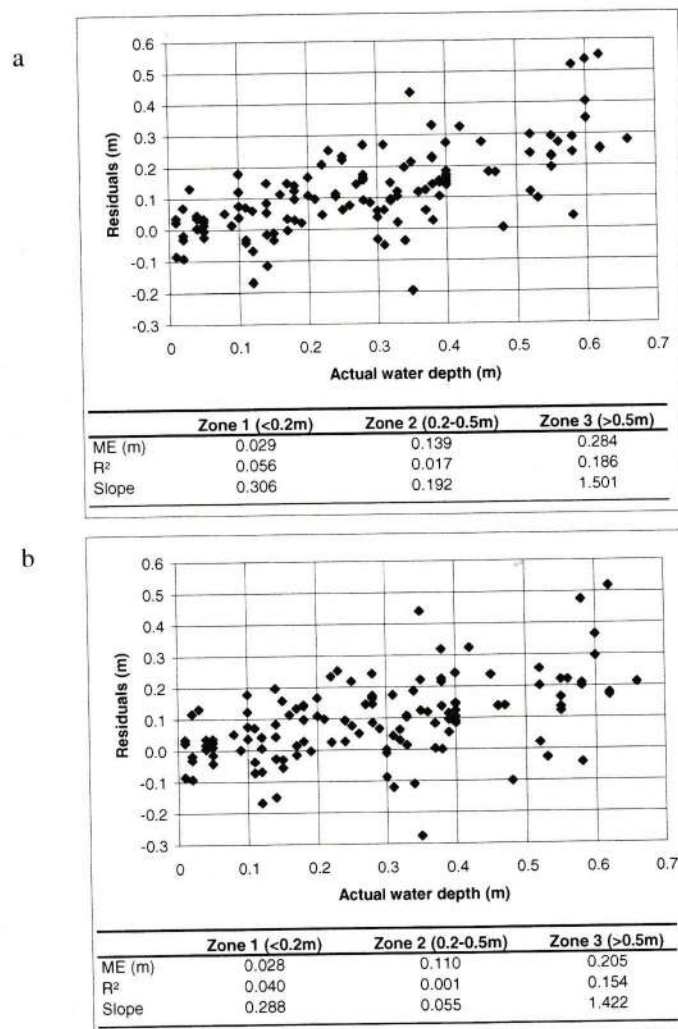 a
0.6
0.5
0.4
0.3
0.2
0.1
0.0
-0.1
-0.2
-0.3
Residuals (m)
0 0.1 0.2 0.3 0.4 0.5 0.6 0.7
Actual water depth (m)
Zone 1 (<0.2m) Zone 2 (0.2-0.5m) Zone 3 (>0.5m)
ME (m) 0.029 0.139 0.284
R² 0.056 0.017 0.186
Slope 0.306 0.192 1.501
b
0.6
0.5
0.4
0.3
0.2
0.1
0.0
-0.1
-0.2
-0.3
Residuals (m)
0 0.1 0.2 0.3 0.4 0.5 0.6 0.7
Actual water depth (m)
Zone 1 (<0.2m) Zone 2 (0.2-0.5m) Zone 3 (>0.5m)
ME (m) 0.028 0.110 0.205
R² 0.040 0.001 0.154
Slope 0.288 0.055 1.422